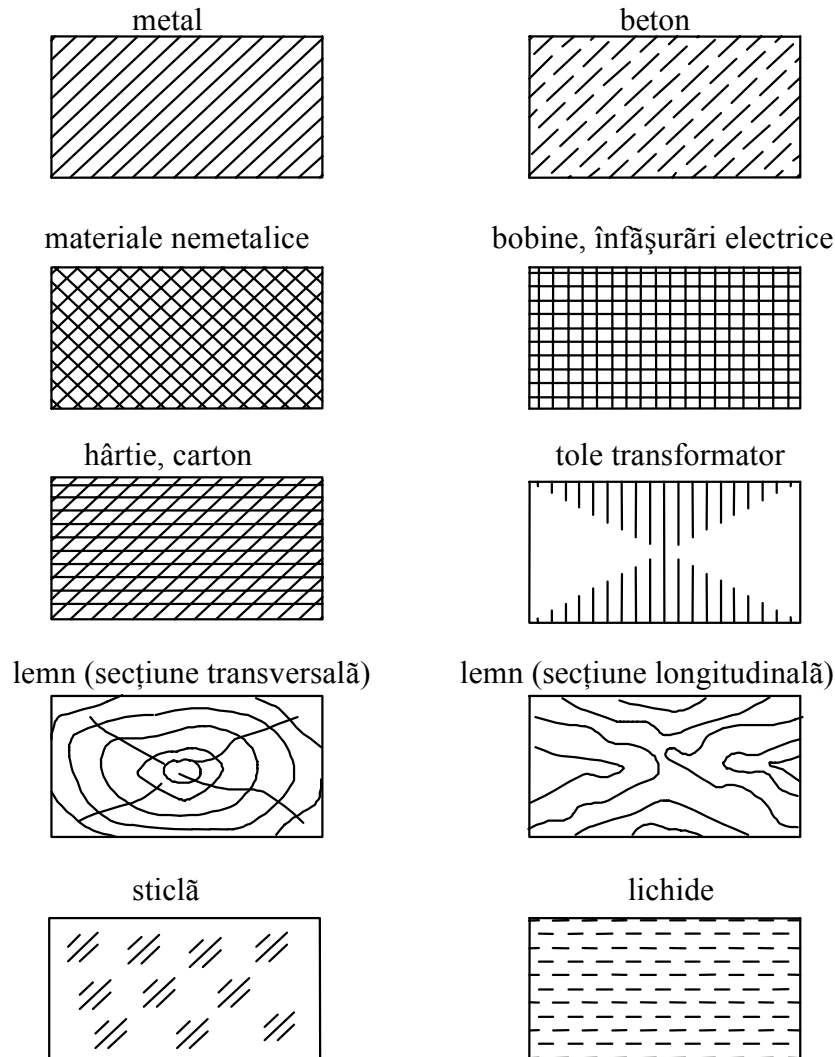 metal
beton
materiale nemetalice
bobine, înfãşurãri electrice
hârtie, carton
tole transformator
lemn (secțiune transversalã)
lemn (secțiune longitudinalã)
sticlã
lichide